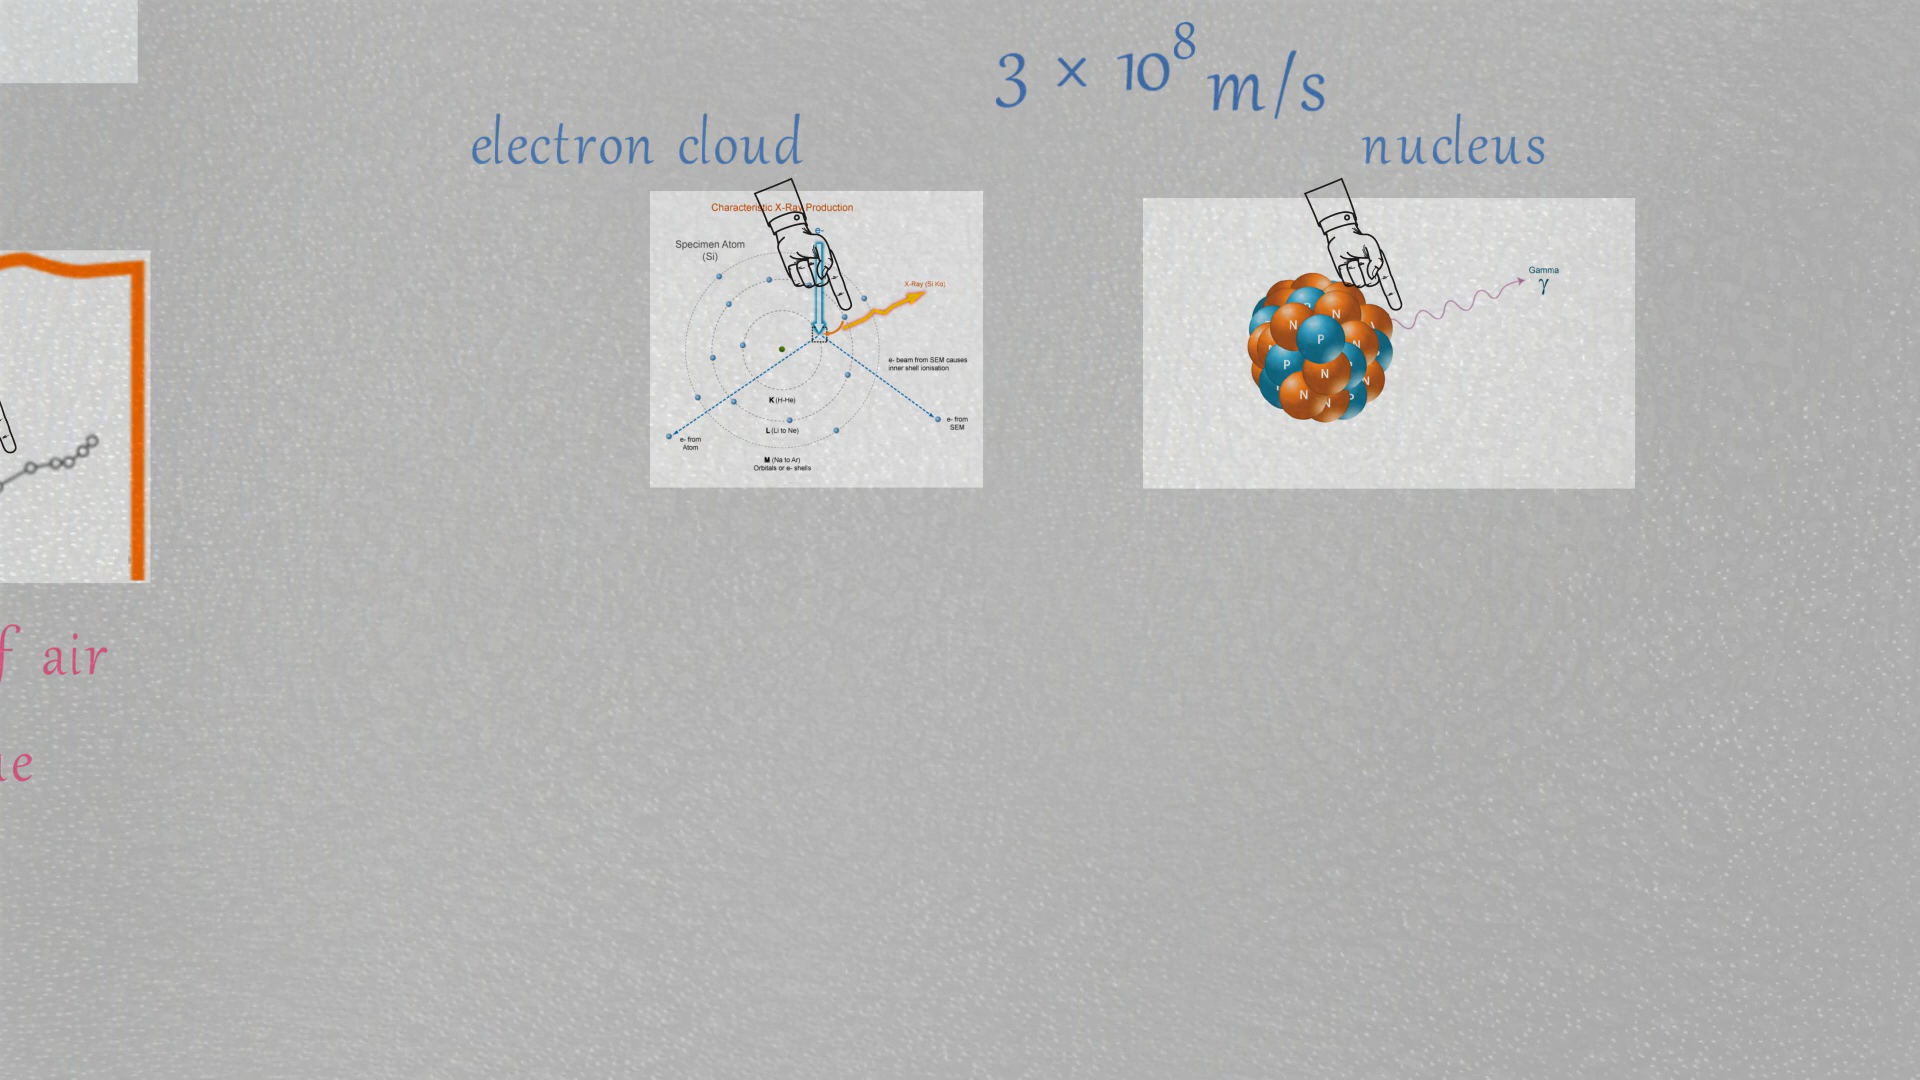 3 × 10⁸ m/s
electron cloud
nucleus
Characteristic X-Ray Production
e-
Specimen Atom
(Si)
X-Ray (Si Kα)
e- beam from SEM causes
inner shell ionisation
K (H-He)
e- from
SEM
L (Li to Ne)
e- from
Atom
M (Na to Ar)
Orbitals or e- shells
Gamma
γ
N
N
P
N
P
N
N
N
N
P
air